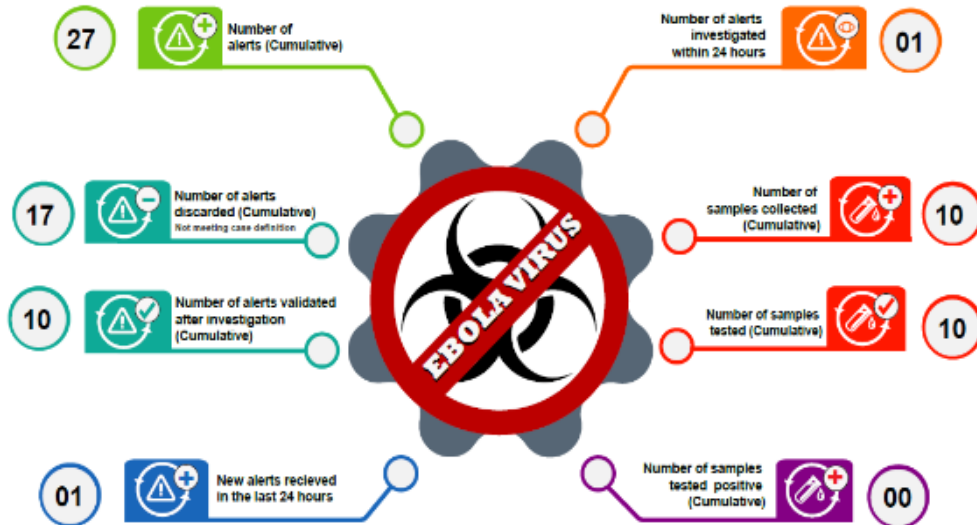 27
Number of
alerts (Cumulative)
Number of alerts
investigated
within 24 hours
01
17
Number of alerts
discarded (Cumulative)
Not meeting case definition
Number of
samples collected
(Cumulative)
10
10
Number of alerts validated
after investigation
(Cumulative)
Number of samples
tested (Cumulative)
10
EBOLA VIRUS
01
New alerts recieved
in the last 24 hours
Number of samples
tested positive
(Cumulative)
00